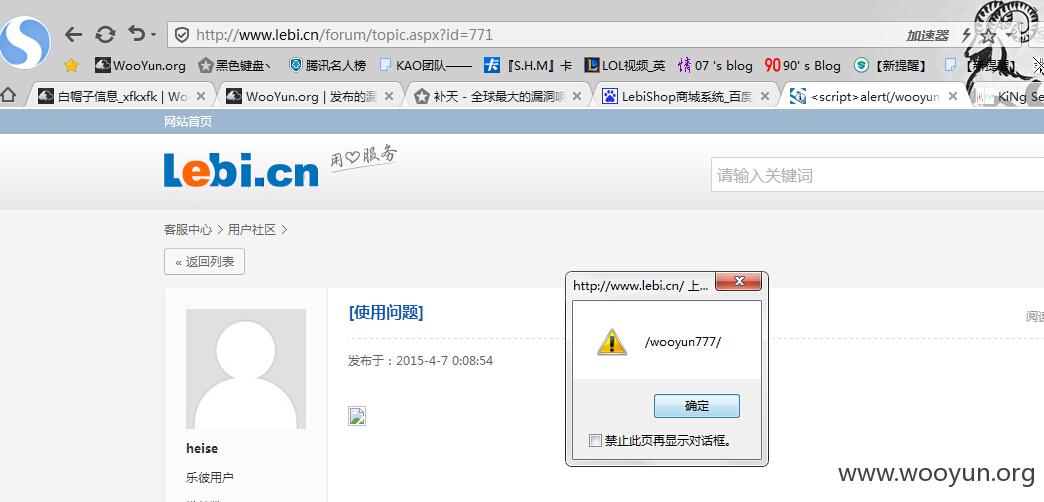 http://www.lebi.cn/forum/topic.aspx?id=771
加速器
WooYun.org 黑色键盘丶 腾讯名人榜 KAO团队—— 『S.H.M』卡 LOL视频_英 情 07 's blog 90 90' s Blog 【新提醒】 【新提醒】
白帽子信息_xfkxfk | Wo × WooYun.org | 发布的漏 × 补天 - 全球最大的漏洞响 × LebiShop商城系统_百度 × <script>alert(/wooyun × KiNg Se
网站首页
Lebi.cn 用♡服务
请输入关键词
客服中心 > 用户社区 >
« 返回列表
http://www.lebi.cn/ 上...
[使用问题]
阅读
/wooyun777/
发布于：2015-4-7 0:08:54
确定
禁止此页再显示对话框。
heise
乐彼用户
www.wooyun.org